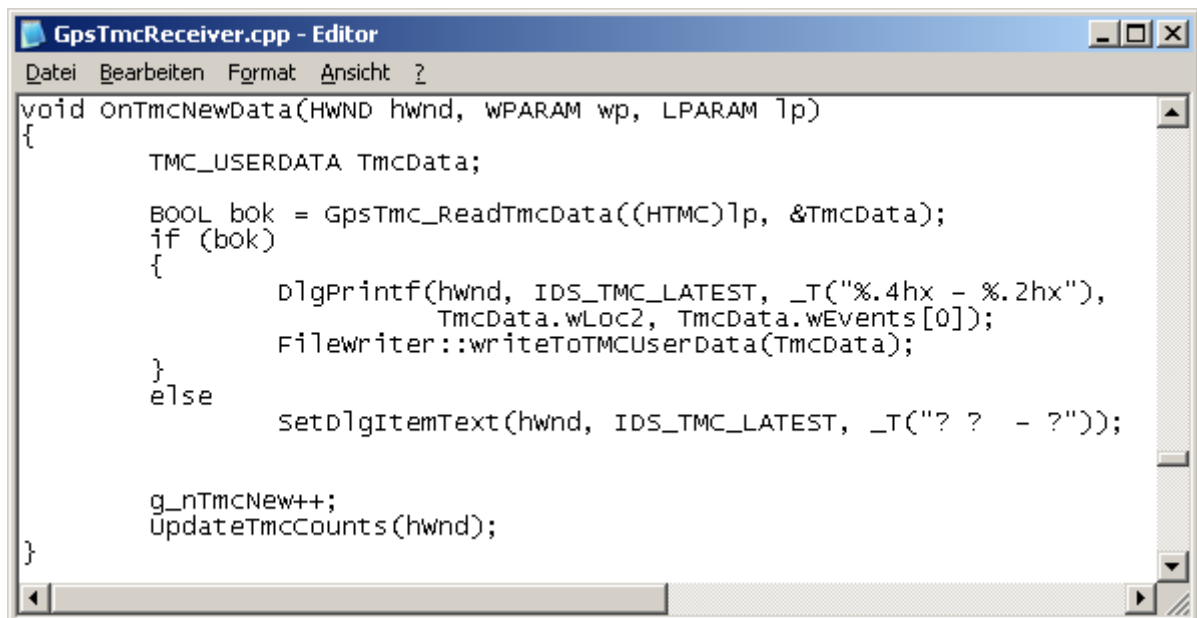 GpsTmcReceiver.cpp - Editor
Datei Bearbeiten Format Ansicht ?
void OnTmcNewData(HWND hWnd, WPARAM wp, LPARAM lp)
{
TMC_USERDATA TmcData;
BOOL bOk = GpsTmc_ReadTmcData((HTMC)lp, &TmcData);
if (bOk)
{
DlgPrintf(hWnd, IDS_TMC_LATEST, _T("%.4hx - %.2hx"),
TmcData.wLoc2, TmcData.wEvents[0]);
FileWriter::writeToTMCUserData(TmcData);
}
else
SetDlgItemText(hWnd, IDS_TMC_LATEST, _T("? ?  - ?"));
g_nTmcNew++;
UpdateTmcCounts(hWnd);
}